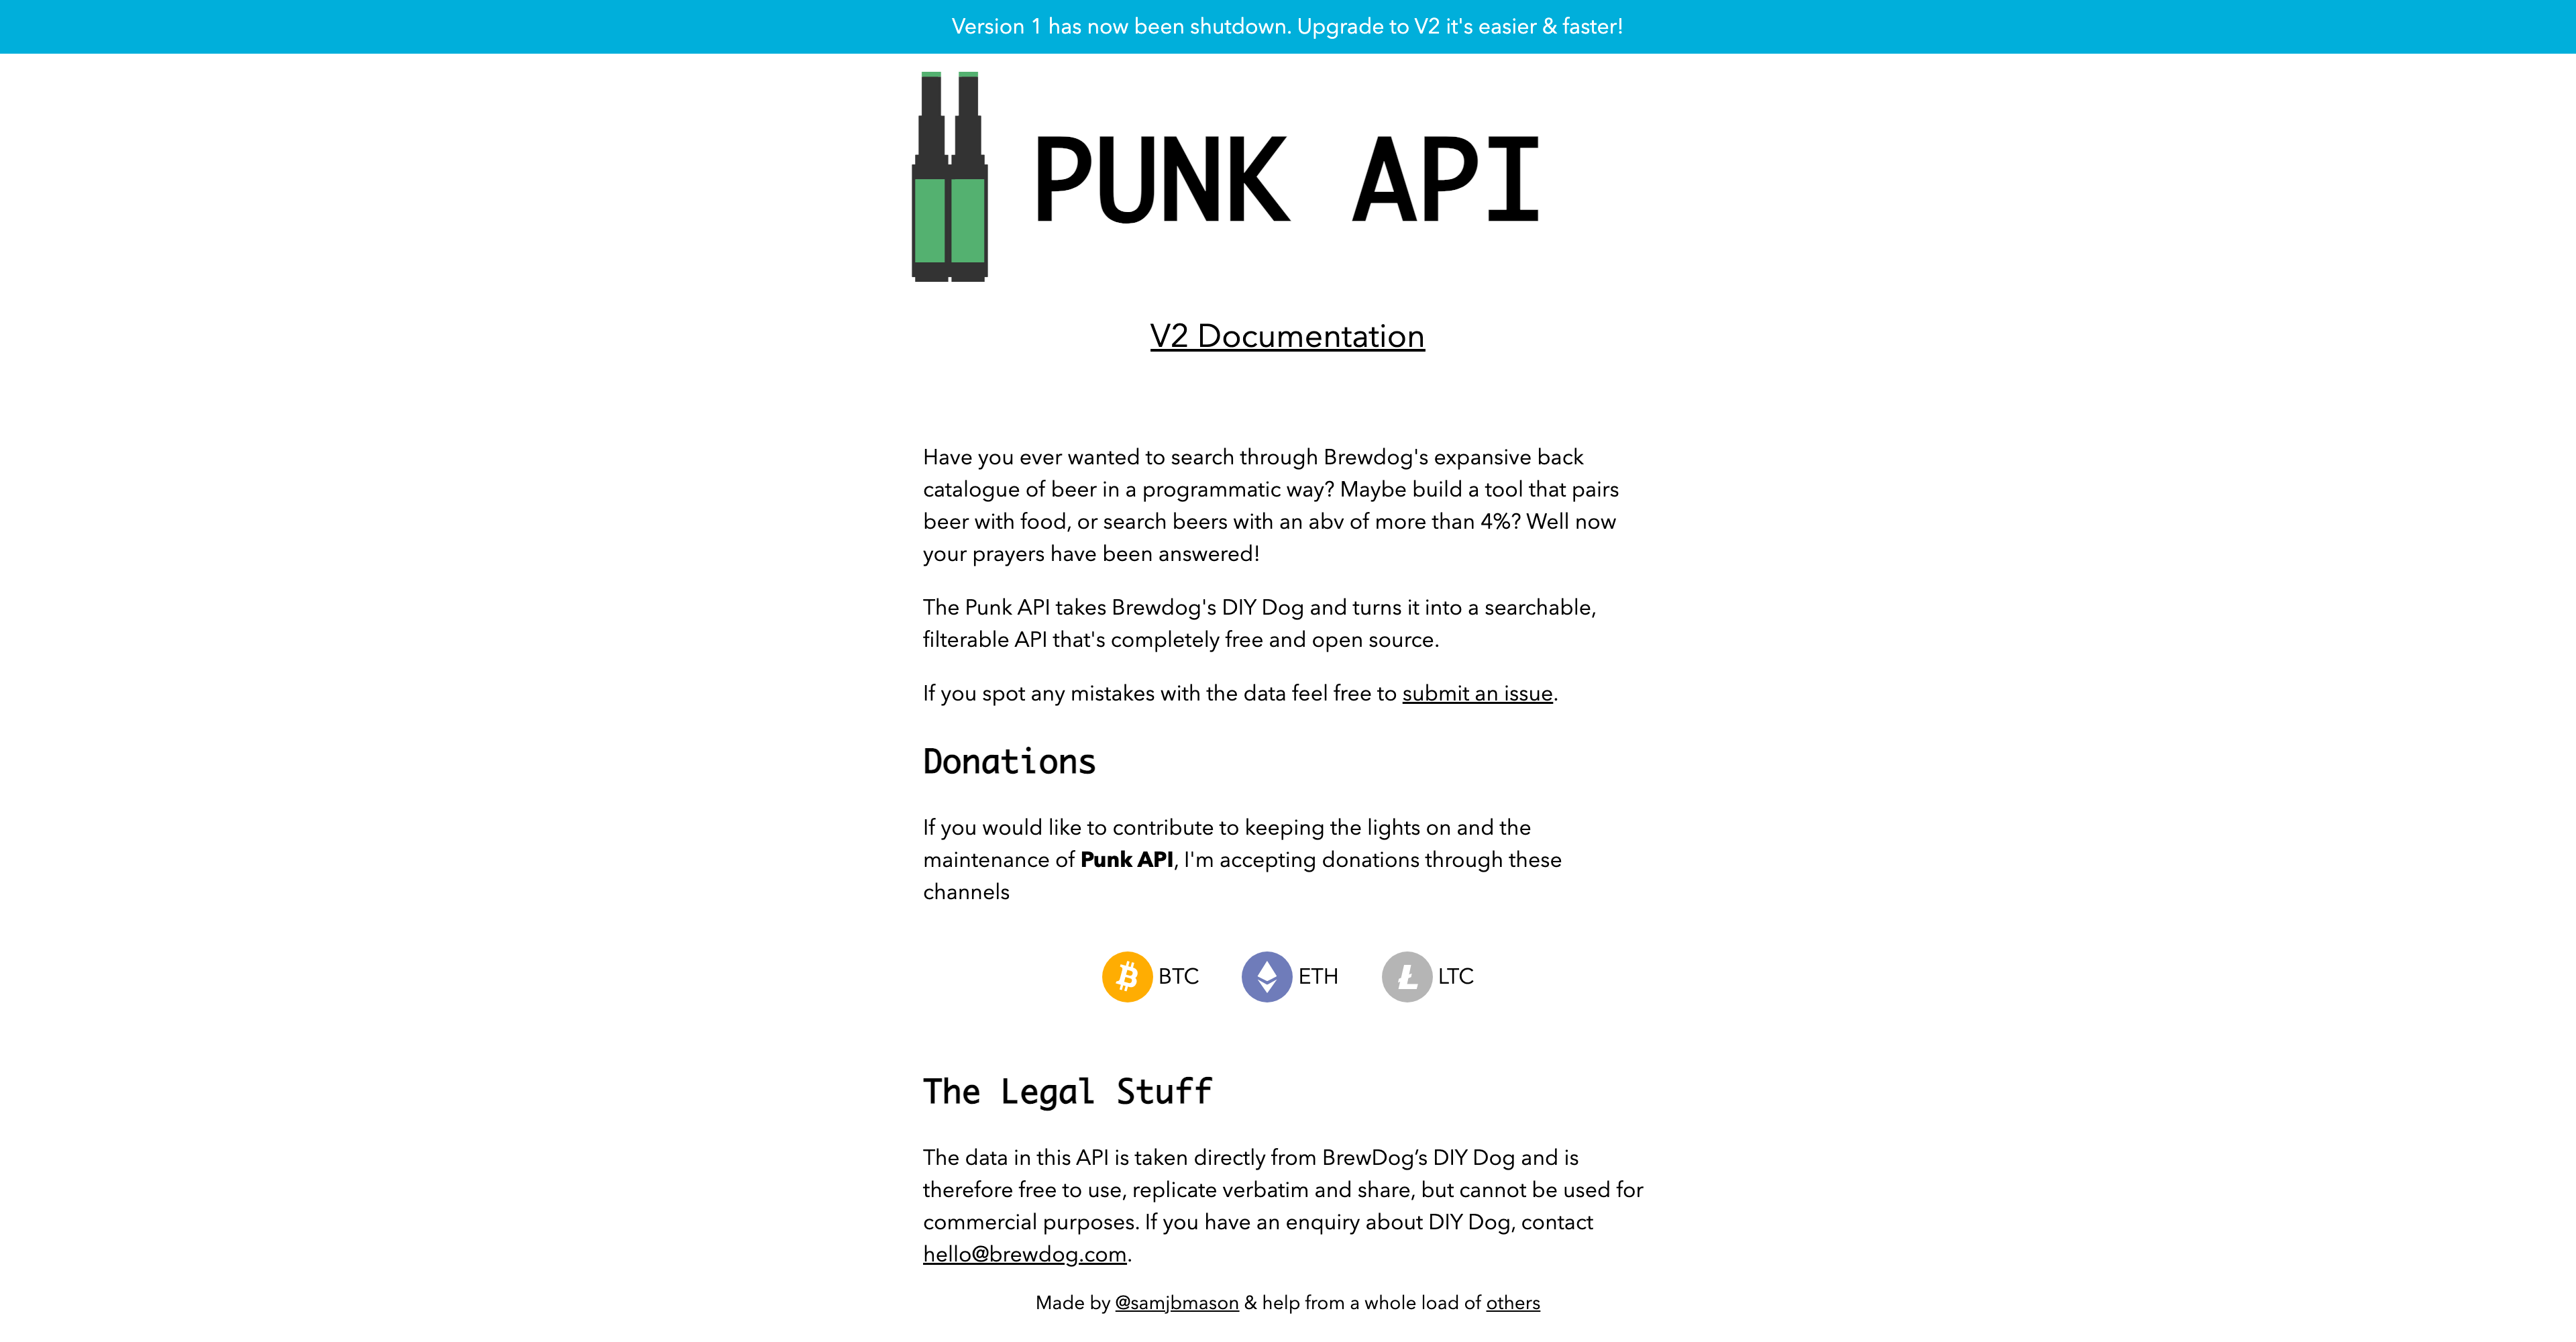 Version 1 has now been shutdown. Upgrade to V2 it's easier & faster!
PUNK API
V2 Documentation
Have you ever wanted to search through Brewdog's expansive back
catalogue of beer in a programmatic way? Maybe build a tool that pairs
beer with food, or search beers with an abv of more than 4%? Well now
your prayers have been answered!
The Punk API takes Brewdog's DIY Dog and turns it into a searchable,
filterable API that's completely free and open source.
If you spot any mistakes with the data feel free to submit an issue.
Donations
If you would like to contribute to keeping the lights on and the
maintenance of Punk API, I'm accepting donations through these
channels
BTC ETH LTC
The Legal Stuff
The data in this API is taken directly from BrewDog’s DIY Dog and is
therefore free to use, replicate verbatim and share, but cannot be used for
commercial purposes. If you have an enquiry about DIY Dog, contact
hello@brewdog.com.
Made by @samjbmason & help from a whole load of others